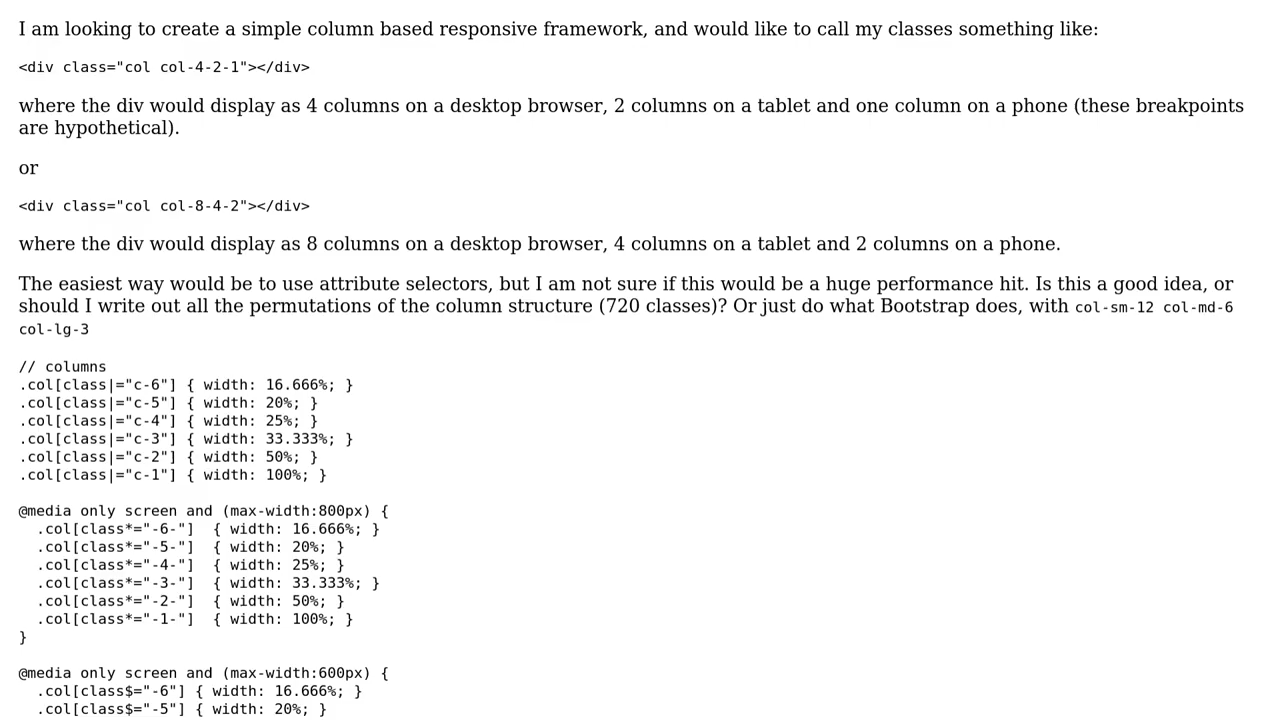 I am looking to create a simple column based responsive framework, and would like to call my classes something like:
<div class="col col-4-2-1"></div>
where the div would display as 4 columns on a desktop browser, 2 columns on a tablet and one column on a phone (these breakpoints
are hypothetical).
or
<div class="col col-8-4-2"></div>
where the div would display as 8 columns on a desktop browser, 4 columns on a tablet and 2 columns on a phone.
The easiest way would be to use attribute selectors, but I am not sure if this would be a huge performance hit. Is this a good idea, or
should I write out all the permutations of the column structure (720 classes)? Or just do what Bootstrap does, with col-sm-12 col-md-6
col-lg-3
// columns
.col[class|="c-6"] { width: 16.666%; }
.col[class|="c-5"] { width: 20%; }
.col[class|="c-4"] { width: 25%; }
.col[class|="c-3"] { width: 33.333%; }
.col[class|="c-2"] { width: 50%; }
.col[class|="c-1"] { width: 100%; }
@media only screen and (max-width:800px) {
  .col[class*="-6-"]  { width: 16.666%; }
  .col[class*="-5-"]  { width: 20%; }
  .col[class*="-4-"]  { width: 25%; }
  .col[class*="-3-"]  { width: 33.333%; }
  .col[class*="-2-"]  { width: 50%; }
  .col[class*="-1-"]  { width: 100%; }
}
@media only screen and (max-width:600px) {
  .col[class$="-6"] { width: 16.666%; }
  .col[class$="-5"] { width: 20%; }